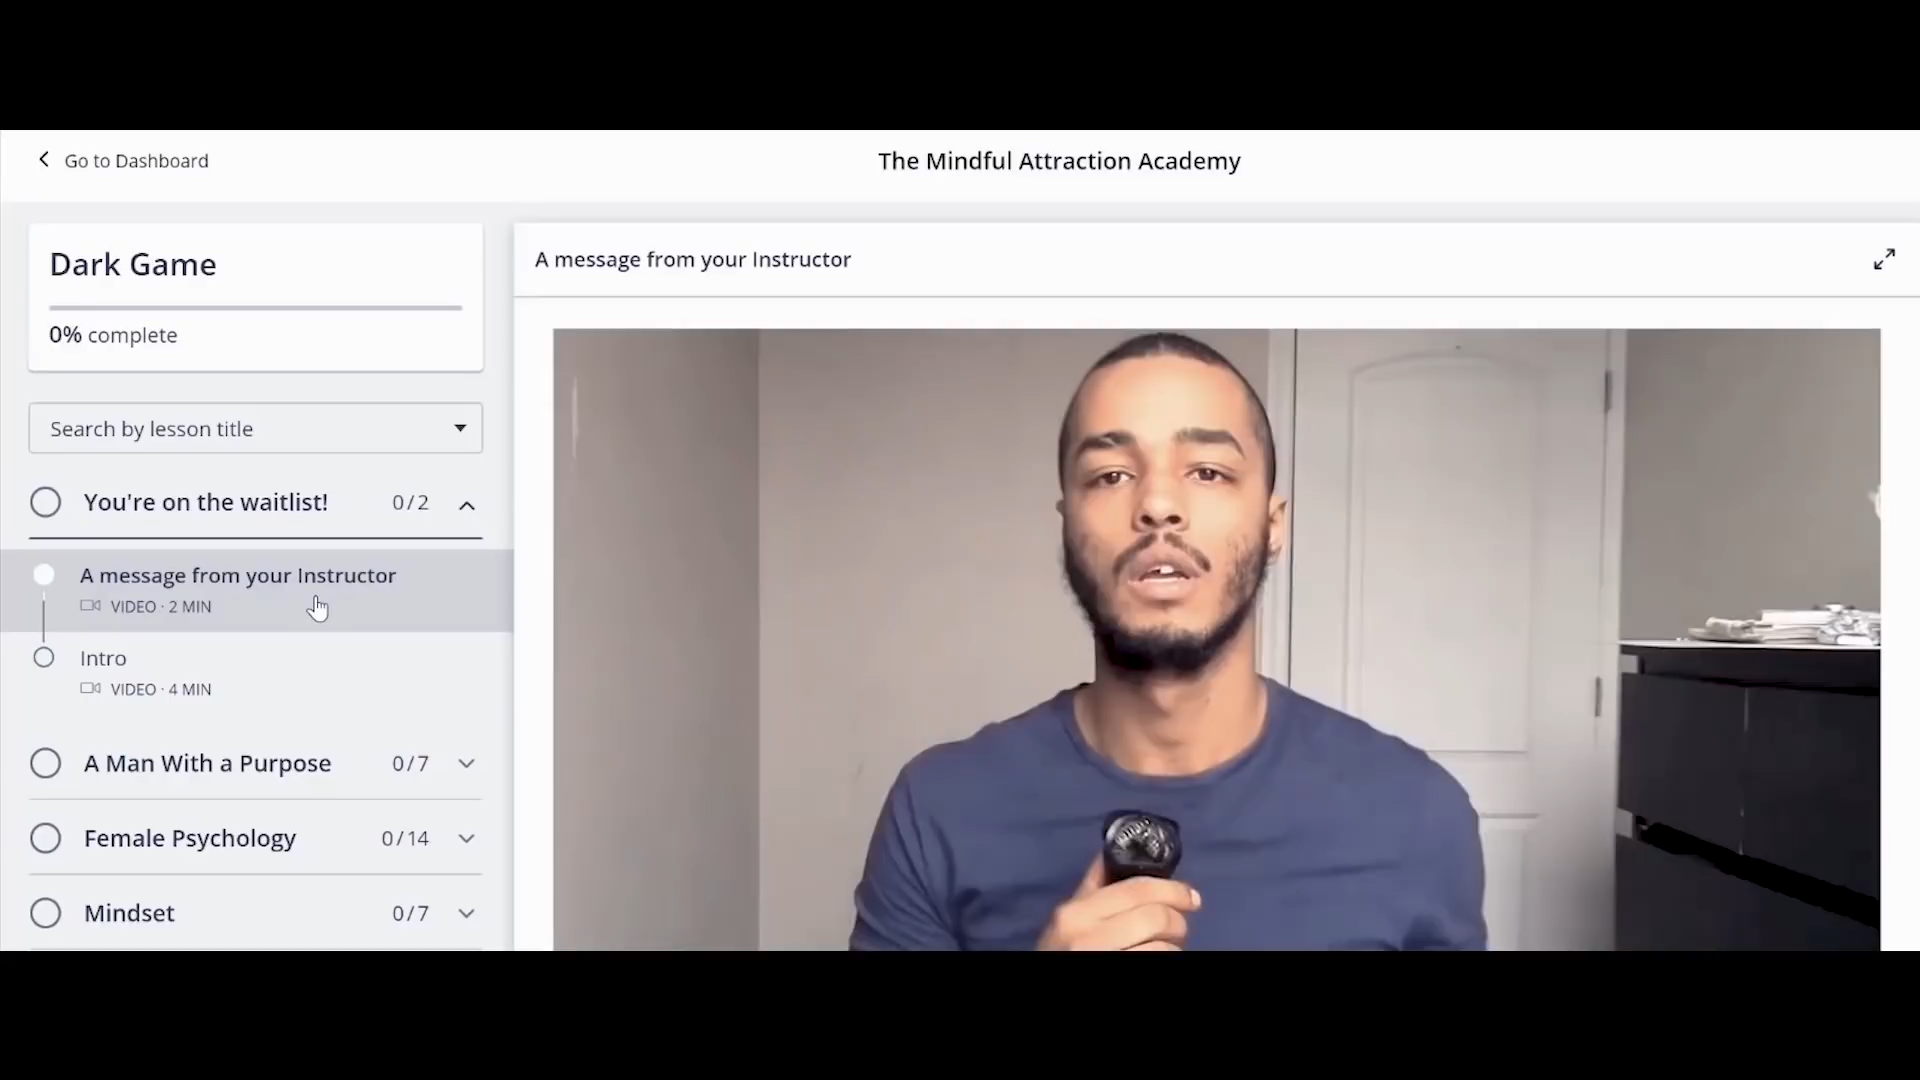 Go to Dashboard
The Mindful Attraction Academy
Dark Game
0% complete
Search by lesson title
You're on the waitlist! 0/2
A message from your Instructor
VIDEO · 2 MIN
Intro
VIDEO · 4 MIN
A Man With a Purpose 0/7
Female Psychology 0/14
Mindset 0/7
A message from your Instructor